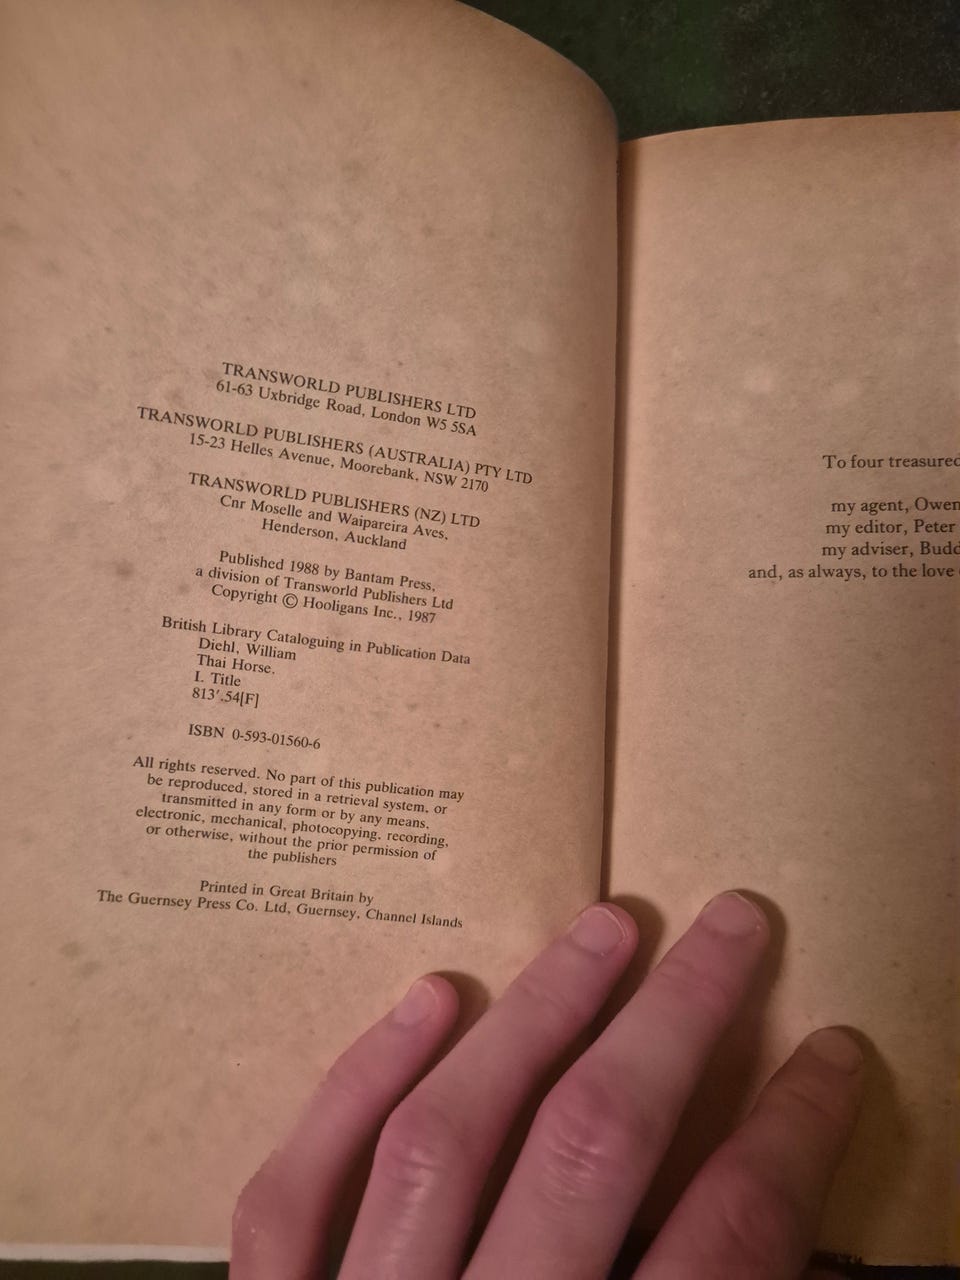 TRANSWORLD PUBLISHERS LTD
61-63 Uxbridge Road, London W5 5SA
TRANSWORLD PUBLISHERS (AUSTRALIA) PTY LTD
15-23 Helles Avenue, Moorebank, NSW 2170
TRANSWORLD PUBLISHERS (NZ) LTD
Cnr Moselle and Waipareira Aves,
Henderson, Auckland
Published 1988 by Bantam Press,
a division of Transworld Publishers Ltd
Copyright © Hooligans Inc., 1987
British Library Cataloguing in Publication Data
Diehl, William
Thai Horse.
I. Title
813'.54[F]
ISBN 0-593-01560-6
All rights reserved. No part of this publication may
be reproduced, stored in a retrieval system, or
transmitted in any form or by any means,
electronic, mechanical, photocopying, recording,
or otherwise, without the prior permission of
the publishers
Printed in Great Britain by
The Guernsey Press Co. Ltd, Guernsey, Channel Islands
To four treasured
my agent, Owen
my editor, Peter
my adviser, Budd
and, as always, to the love